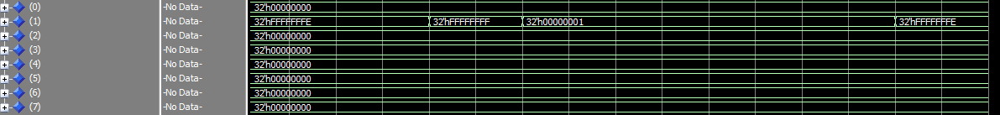 (0) -No Data- 32'h00000000
(1) -No Data- 32'hFFFFFFFE 32'hFFFFFFFF 32'h00000001 32'hFFFFFFFE
(2) -No Data- 32'h00000000
(3) -No Data- 32'h00000000
(4) -No Data- 32'h00000000
(5) -No Data- 32'h00000000
(6) -No Data- 32'h00000000
(7) -No Data- 32'h00000000